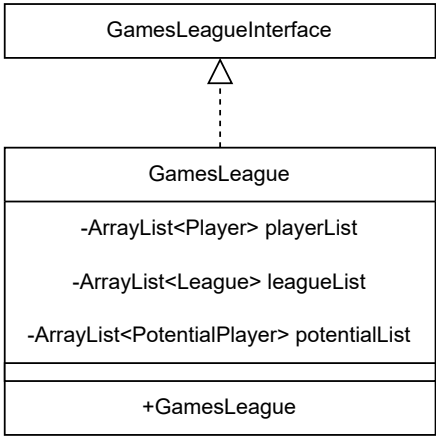 GamesLeagueInterface
GamesLeague
-ArrayList<Player> playerList
-ArrayList<League> leagueList
-ArrayList<PotentialPlayer> potentialList
+GamesLeague